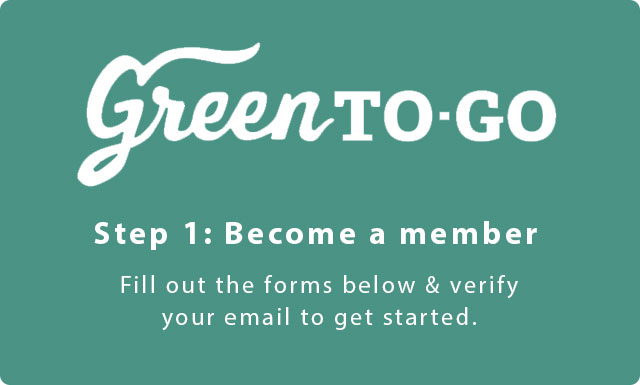 Green TO-GO
Step 1: Become a member
Fill out the forms below & verify
your email to get started.